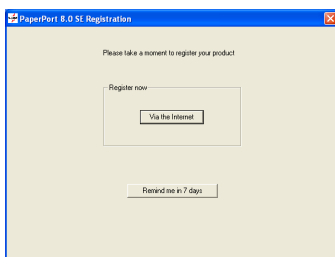 PaperPort 8.0 SE Registration
Please take a moment to register your product
Register now
Via the Internet
Remind me in 7 days